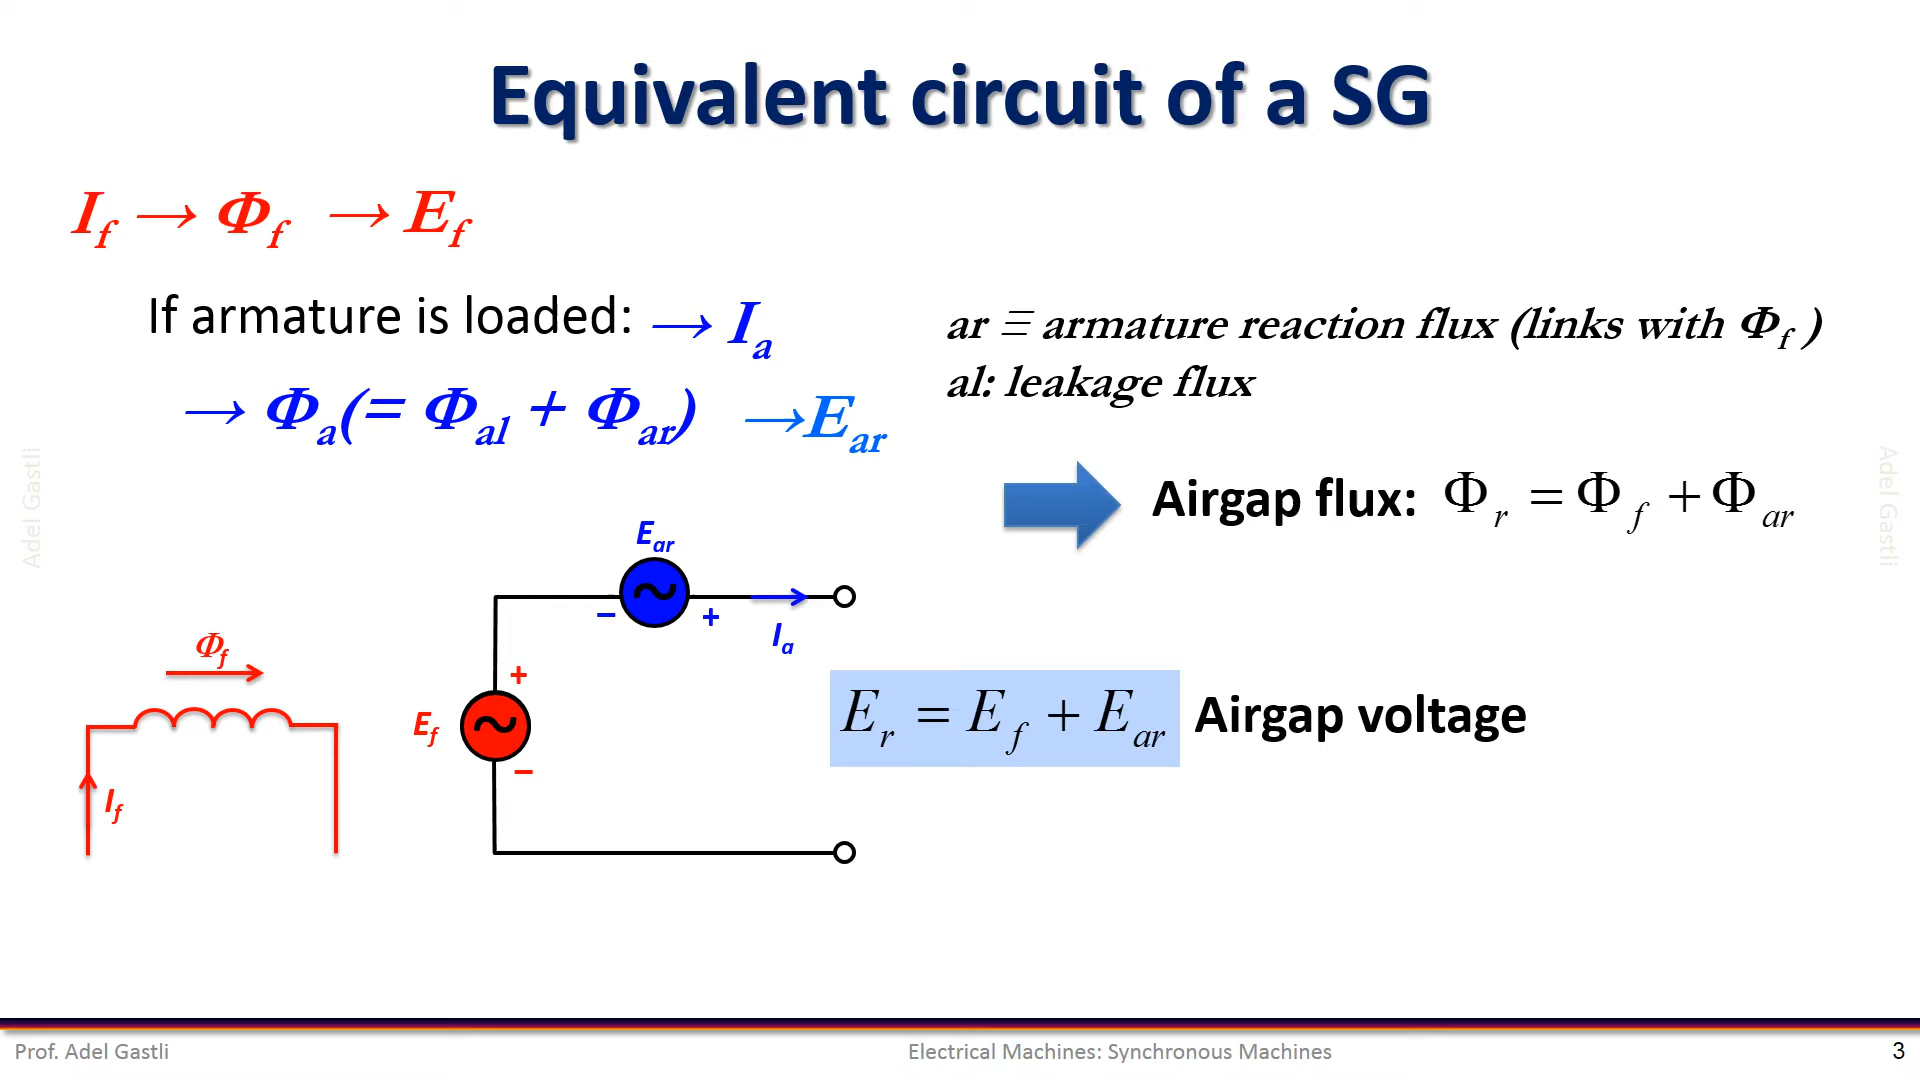 Equivalent circuit of a SG
I_f → Φ_f → E_f
If armature is loaded: → I_a
→ Φ_a(= Φ_al + Φ_ar) → E_ar
ar ≡ armature reaction flux (links with Φ_f )
al: leakage flux
Airgap flux: Φ_r = Φ_f + Φ_ar
E_ar
− +
I_a
Φ_f
I_f
+
E_f
−
E_r = E_f + E_ar Airgap voltage
Adel Gastli
Adel Gastli
Prof. Adel Gastli
Electrical Machines: Synchronous Machines
3